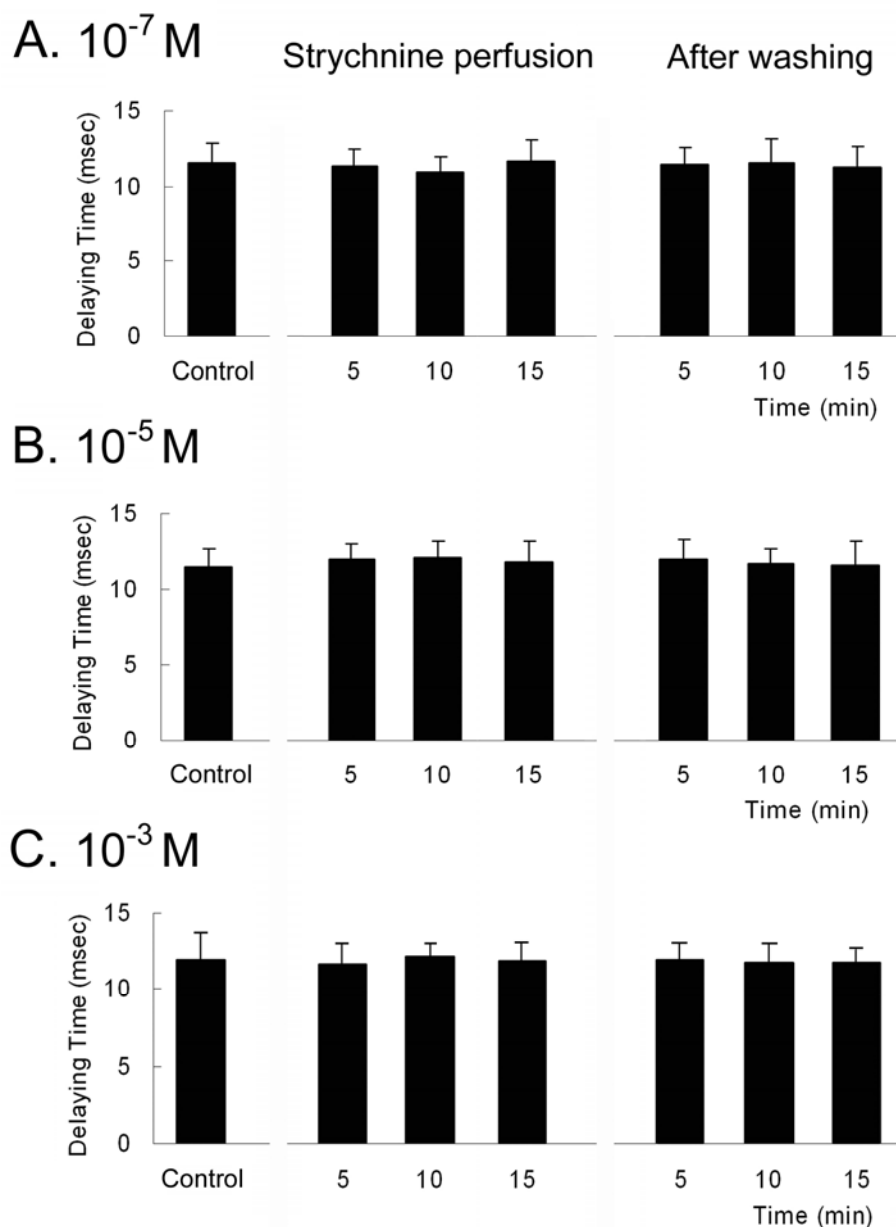 A. 10⁻⁷ M
Strychnine perfusion
After washing
Delaying Time (msec)
15
10
5
0
Control
5 10 15
5 10 15
Time (min)
B. 10⁻⁵ M
Delaying Time (msec)
15
10
5
0
Control
5 10 15
5 10 15
Time (min)
C. 10⁻³ M
Delaying Time (msec)
15
10
5
0
Control
5 10 15
5 10 15
Time (min)